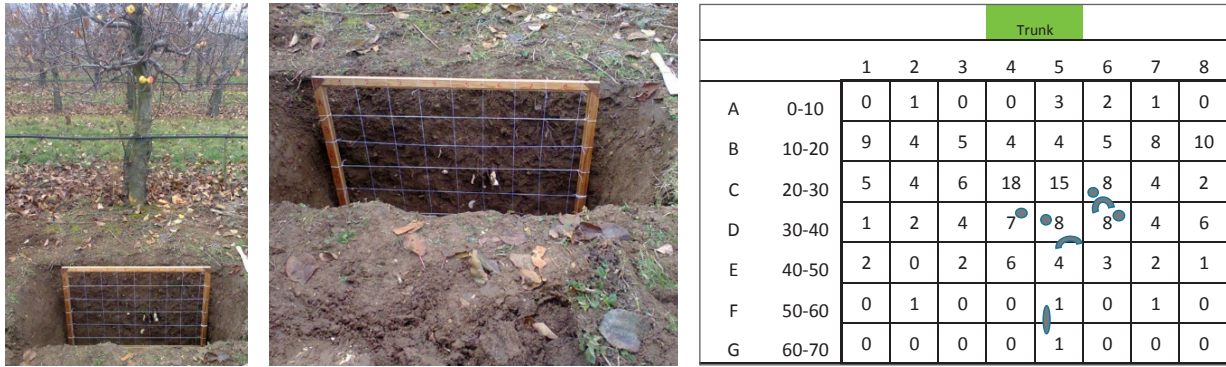 Trunk
1 2 3 4 5 6 7 8
A 0-10 0 1 0 0 3 2 1 0
B 10-20 9 4 5 4 4 5 8 10
C 20-30 5 4 6 18 15 8 4 2
D 30-40 1 2 4 7 8 8 4 6
E 40-50 2 0 2 6 4 3 2 1
F 50-60 0 1 0 0 1 0 1 0
G 60-70 0 0 0 0 1 0 0 0